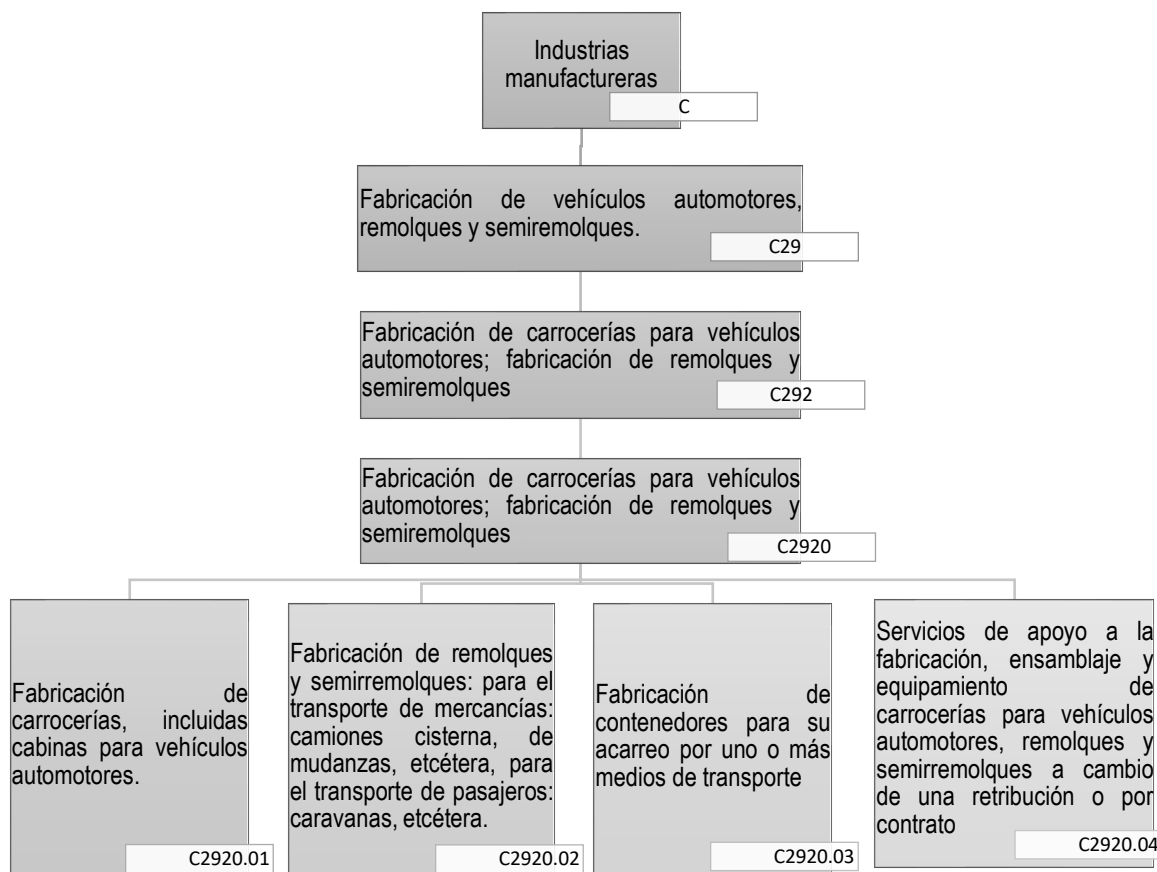 Industrias
manufactureras
C
Fabricación de vehículos automotores,
remolques y semiremolques.
C29
Fabricación de carrocerías para vehículos
automotores; fabricación de remolques y
semiremolques
C292
Fabricación de carrocerías para vehículos
automotores; fabricación de remolques y
semiremolques
C2920
Fabricación de
carrocerías, incluidas
cabinas para vehículos
automotores.
C2920.01
Fabricación de remolques
y semirremolques: para el
transporte de mercancías:
camiones cisterna, de
mudanzas, etcétera, para
el transporte de pasajeros:
caravanas, etcétera.
C2920.02
Fabricación de
contenedores para su
acarreo por uno o más
medios de transporte
C2920.03
Servicios de apoyo a la
fabricación, ensamblaje y
equipamiento de
carrocerías para vehículos
automotores, remolques y
semirremolques a cambio
de una retribución o por
contrato
C2920.04